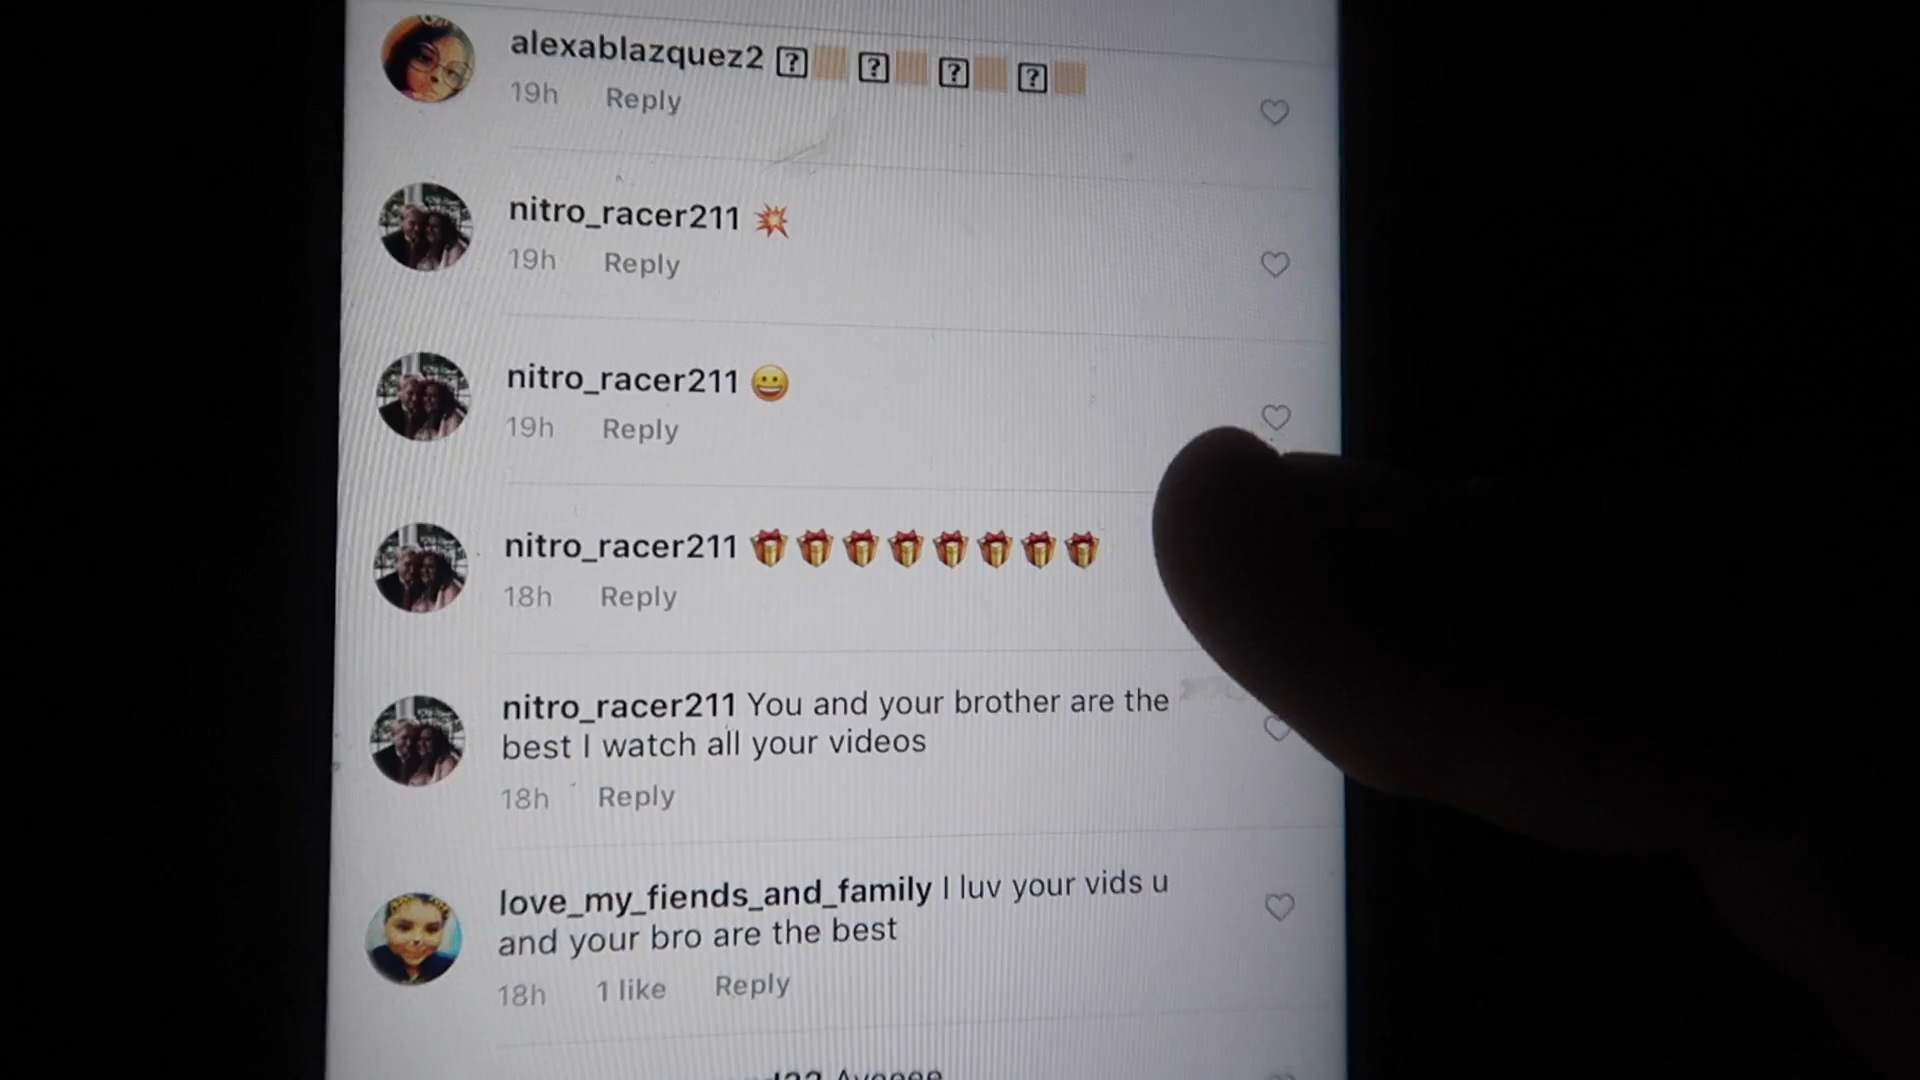 alexablazquez2 🏼 🏼 🏼 🏼
19h Reply
nitro_racer211 💥
19h Reply
nitro_racer211 😀
19h Reply
nitro_racer211 🎁🎁🎁🎁🎁🎁🎁🎁
18h Reply
nitro_racer211 You and your brother are the
best I watch all your videos
18h Reply
love_my_fiends_and_family I luv your vids u
and your bro are the best
18h 1 like Reply